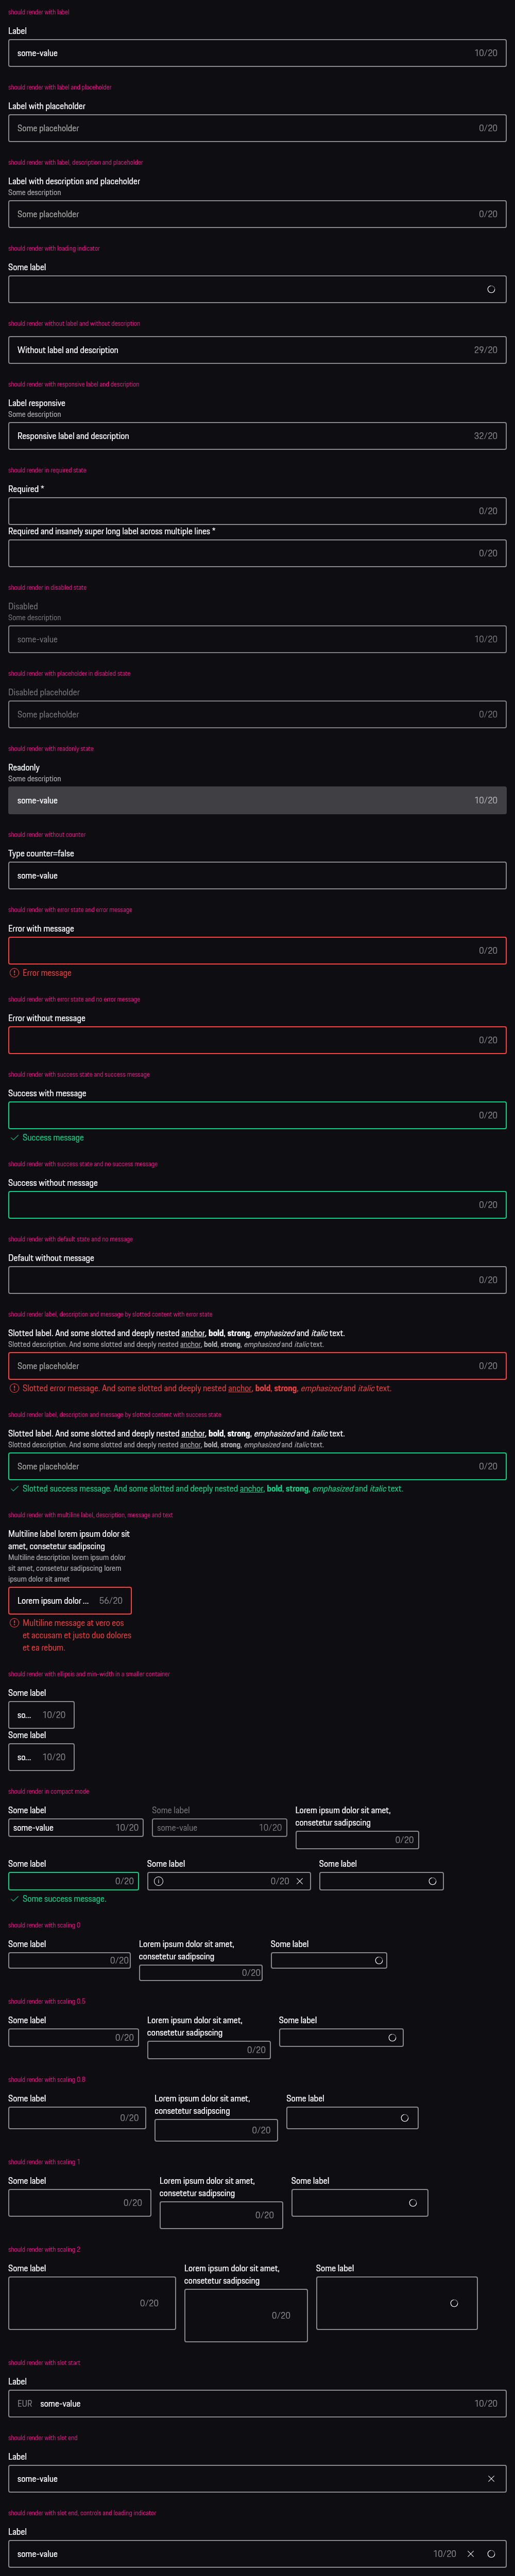 should render with label
Label
some-value 10/20
should render with label and placeholder
Label with placeholder
Some placeholder 0/20
should render with label, description and placeholder
Label with description and placeholder
Some description
Some placeholder 0/20
should render with loading indicator
Some label
should render without label and without description
Without label and description 29/20
should render with responsive label and description
Label responsive
Some description
Responsive label and description 32/20
should render in required state
Required *
0/20
Required and insanely super long label across multiple lines *
0/20
should render in disabled state
Disabled
Some description
some-value 10/20
should render with placeholder in disabled state
Disabled placeholder
Some placeholder 0/20
should render with readonly state
Readonly
Some description
some-value 10/20
should render without counter
Type counter=false
some-value
should render with error state and error message
Error with message
0/20
Error message
should render with error state and no error message
Error without message
0/20
should render with success state and success message
Success with message
0/20
Success message
should render with success state and no success message
Success without message
0/20
should render with default state and no message
Default without message
0/20
should render label, description and message by slotted content with error state
Slotted label. And some slotted and deeply nested anchor, bold, strong, emphasized and italic text.
Slotted description. And some slotted and deeply nested anchor, bold, strong, emphasized and italic text.
Some placeholder 0/20
Slotted error message. And some slotted and deeply nested anchor, bold, strong, emphasized and italic text.
should render label, description and message by slotted content with success state
Slotted label. And some slotted and deeply nested anchor, bold, strong, emphasized and italic text.
Slotted description. And some slotted and deeply nested anchor, bold, strong, emphasized and italic text.
Some placeholder 0/20
Slotted success message. And some slotted and deeply nested anchor, bold, strong, emphasized and italic text.
should render with multiline label, description, message and text
Multiline label lorem ipsum dolor sit
amet, consetetur sadipscing
Multiline description lorem ipsum dolor
sit amet, consetetur sadipscing lorem
ipsum dolor sit amet
Lorem ipsum dolor ... 56/20
Multiline message at vero eos
et accusam et justo duo dolores
et ea rebum.
should render with ellipsis and min-width in a smaller container
Some label
so... 10/20
Some label
so... 10/20
should render in compact mode
Some label Some label Lorem ipsum dolor sit amet,
consetetur sadipscing
some-value 10/20 some-value 10/20
0/20
Some label Some label Some label
0/20 0/20
Some success message.
should render with scaling 0
Some label Lorem ipsum dolor sit amet, Some label
consetetur sadipscing
0/20
0/20
should render with scaling 0.5
Some label Lorem ipsum dolor sit amet, Some label
consetetur sadipscing
0/20
0/20
should render with scaling 0.8
Some label Lorem ipsum dolor sit amet, Some label
consetetur sadipscing
0/20
0/20
should render with scaling 1
Some label Lorem ipsum dolor sit amet, Some label
consetetur sadipscing
0/20
0/20
should render with scaling 2
Some label Lorem ipsum dolor sit amet, Some label
consetetur sadipscing
0/20
0/20
should render with slot start
Label
EUR some-value 10/20
should render with slot end
Label
some-value
should render with slot end, controls and loading indicator
Label
some-value 10/20